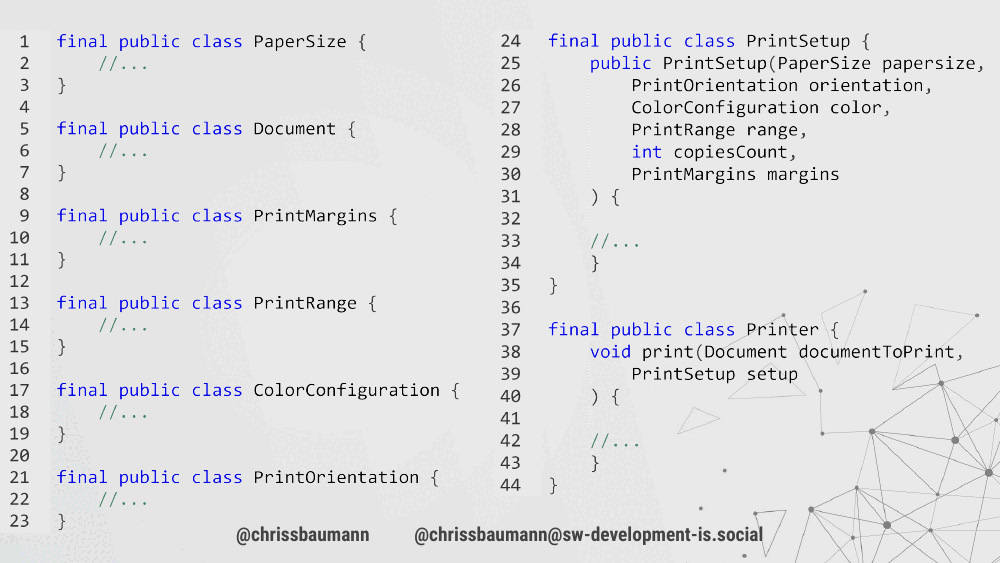 1 final public class PaperSize {
2 //...
3 }
4
5 final public class Document {
6 //...
7 }
8
9 final public class PrintMargins {
10 //...
11 }
12
13 final public class PrintRange {
14 //...
15 }
16
17 final public class ColorConfiguration {
18 //...
19 }
20
21 final public class PrintOrientation {
22 //...
23 }
24 final public class PrintSetup {
25 public PrintSetup(PaperSize papersize,
26 PrintOrientation orientation,
27 ColorConfiguration color,
28 PrintRange range,
29 int copiesCount,
30 PrintMargins margins
31 ) {
32
33 //...
34 }
35 }
36
37 final public class Printer {
38 void print(Document documentToPrint,
39 PrintSetup setup
40 ) {
41
42 //...
43 }
44 }
@chrissbaumann @chrissbaumann@sw-development-is.social